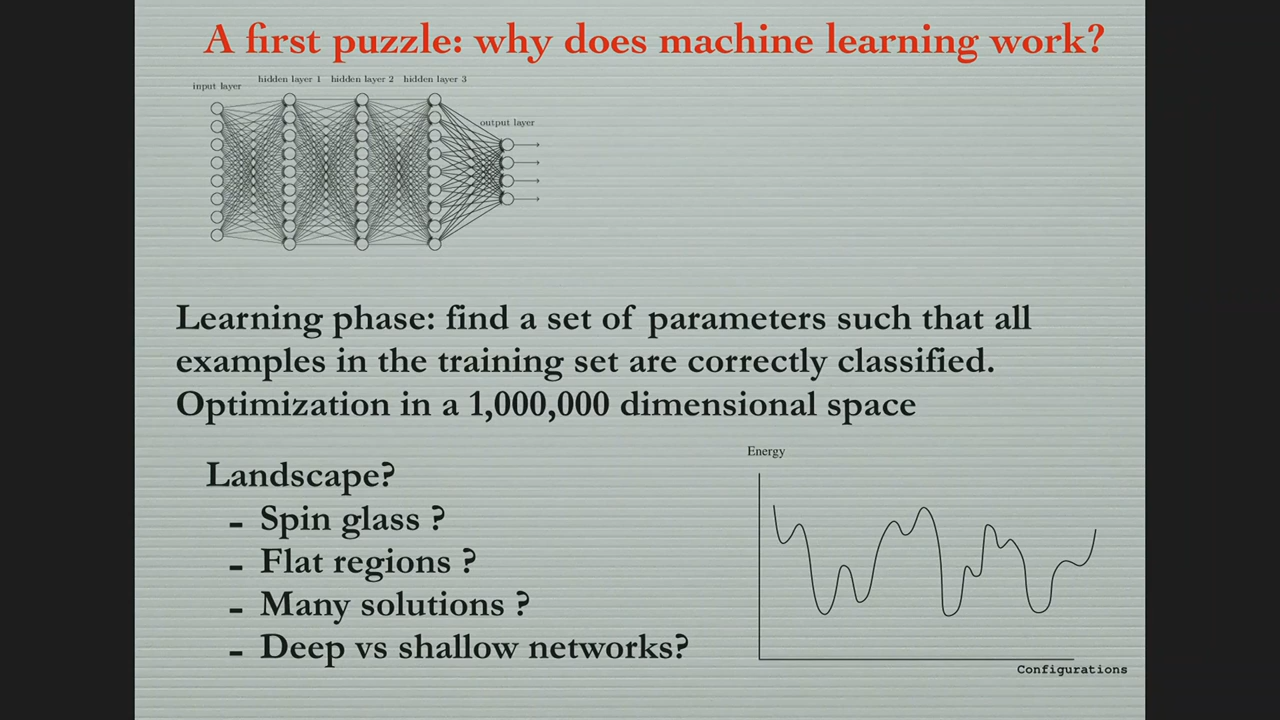 A first puzzle: why does machine learning work?
input layer
hidden layer 1
hidden layer 2
hidden layer 3
output layer
Learning phase: find a set of parameters such that all
examples in the training set are correctly classified.
Optimization in a 1,000,000 dimensional space
Landscape?
- Spin glass ?
- Flat regions ?
- Many solutions ?
- Deep vs shallow networks?
Energy
Configurations